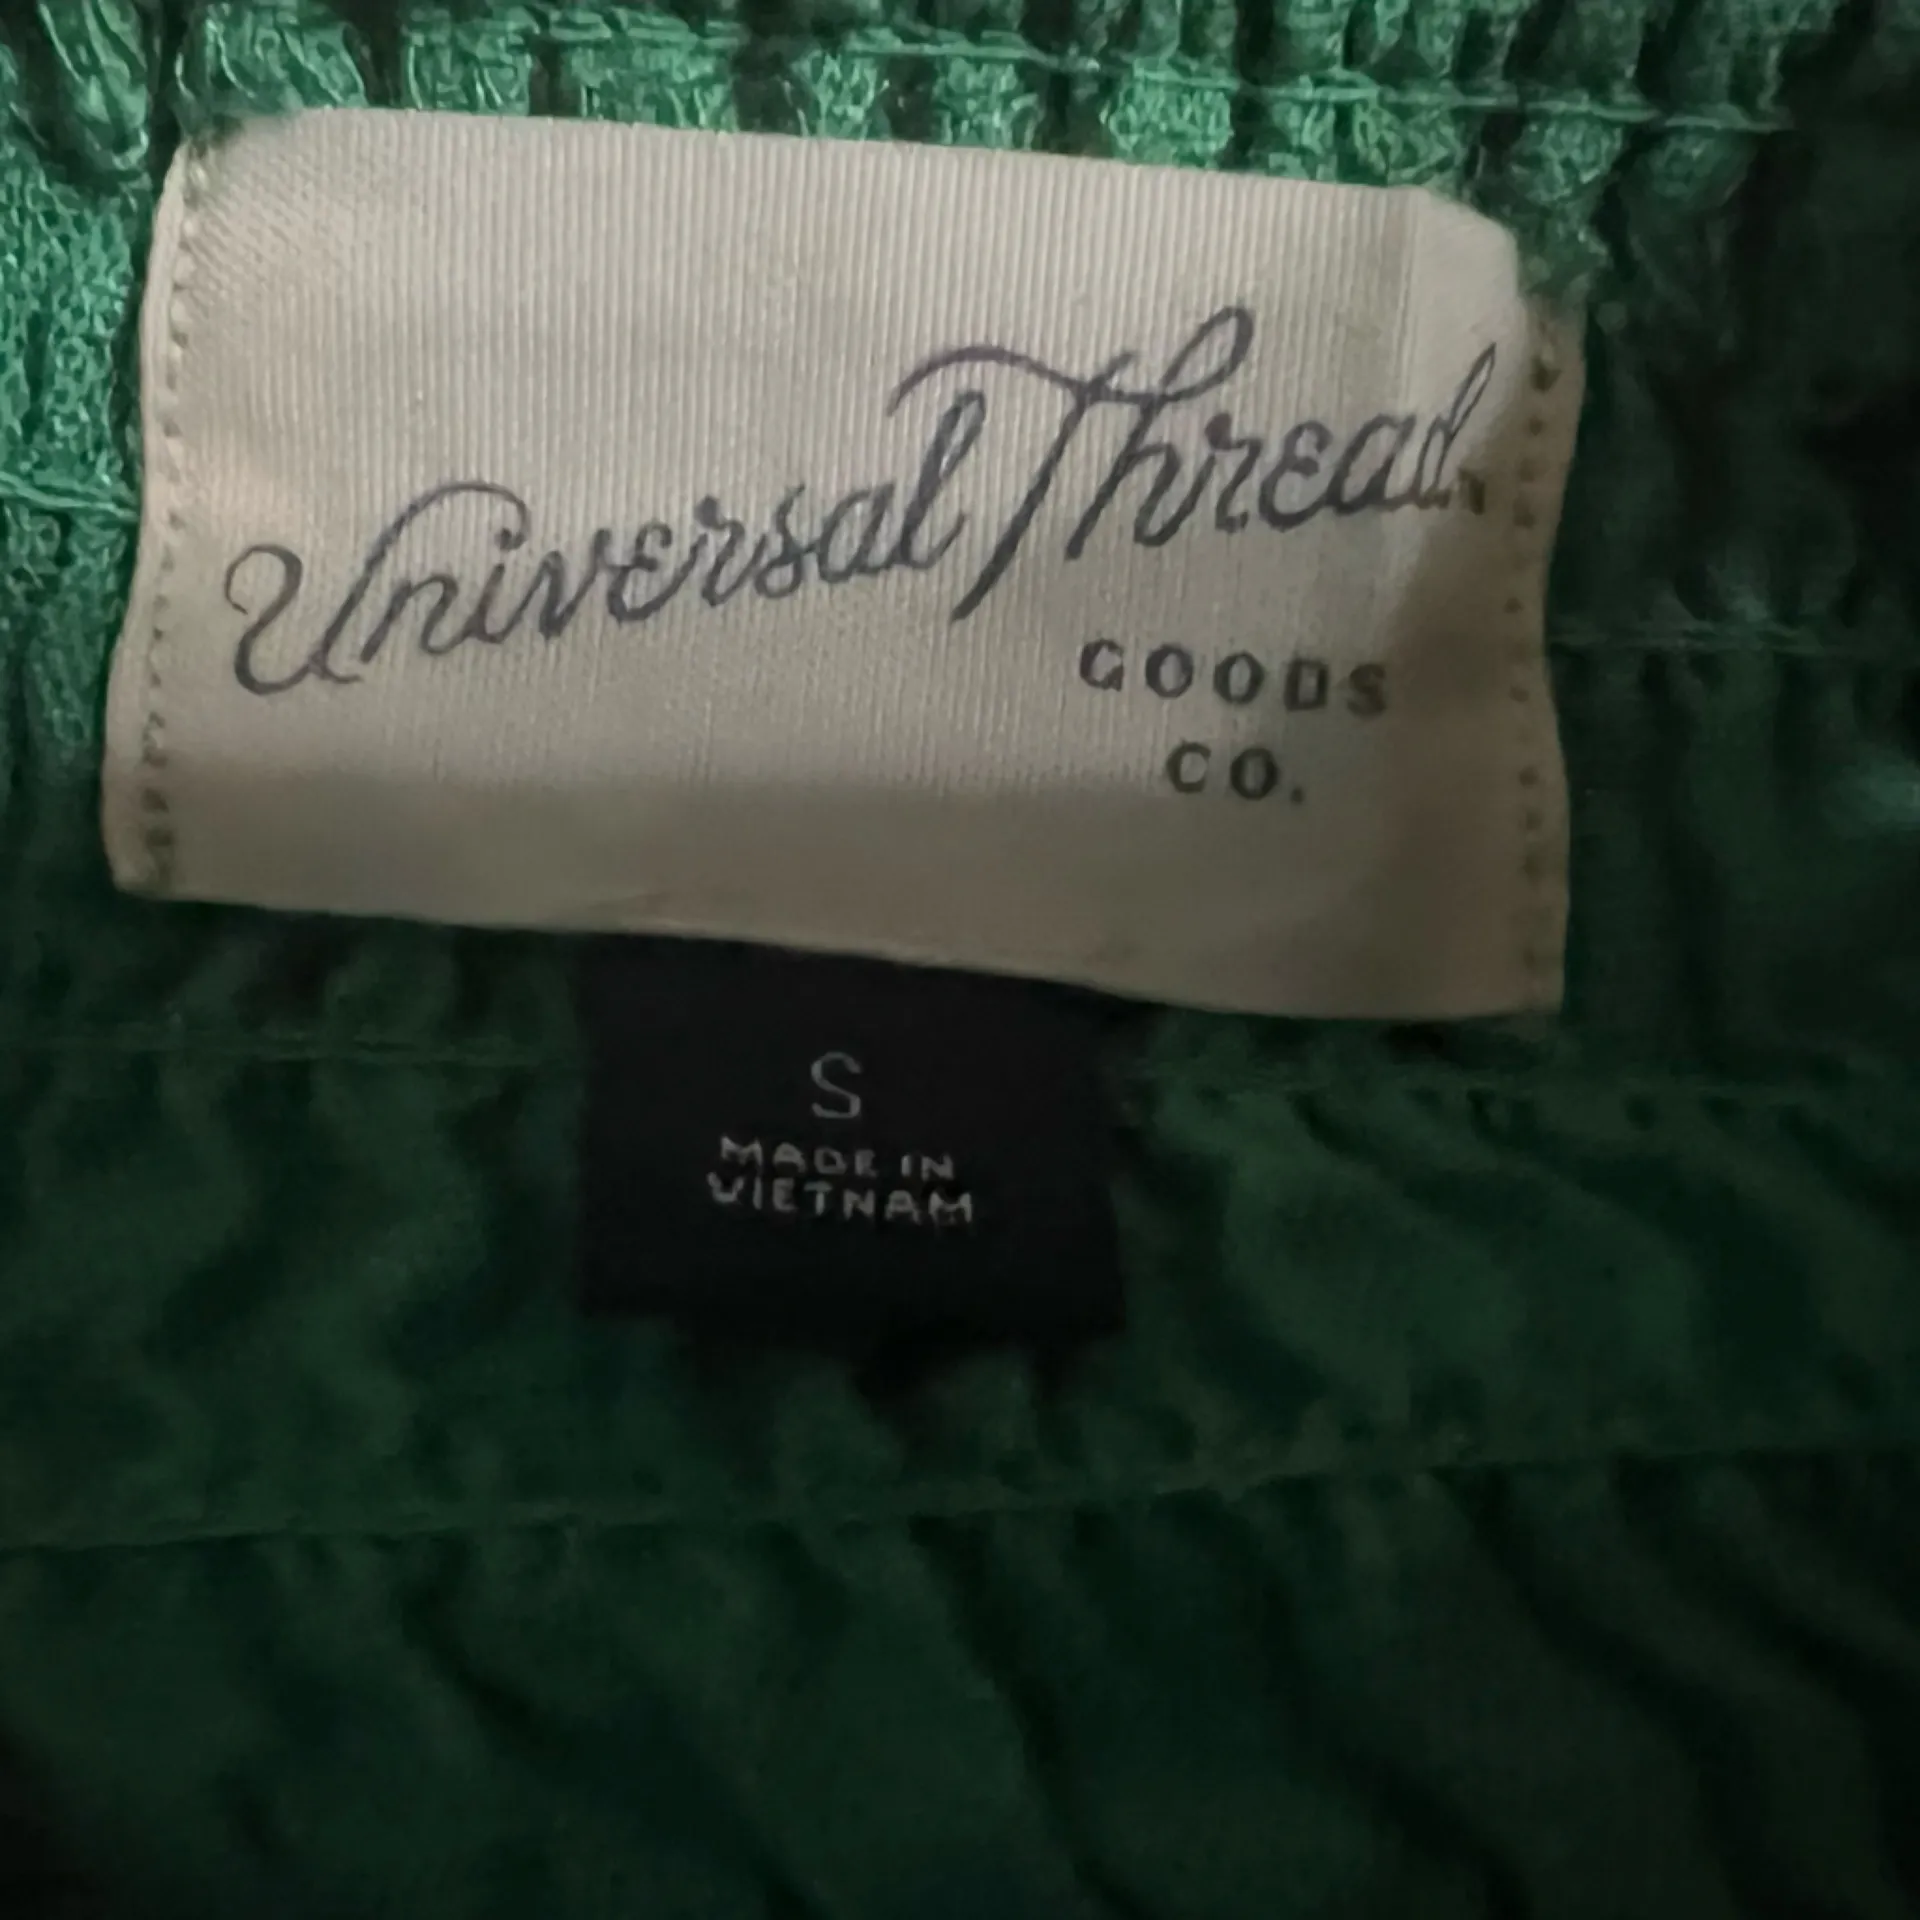 Universal Thread
GOODS
CO.
S
MADE IN
VIETNAM